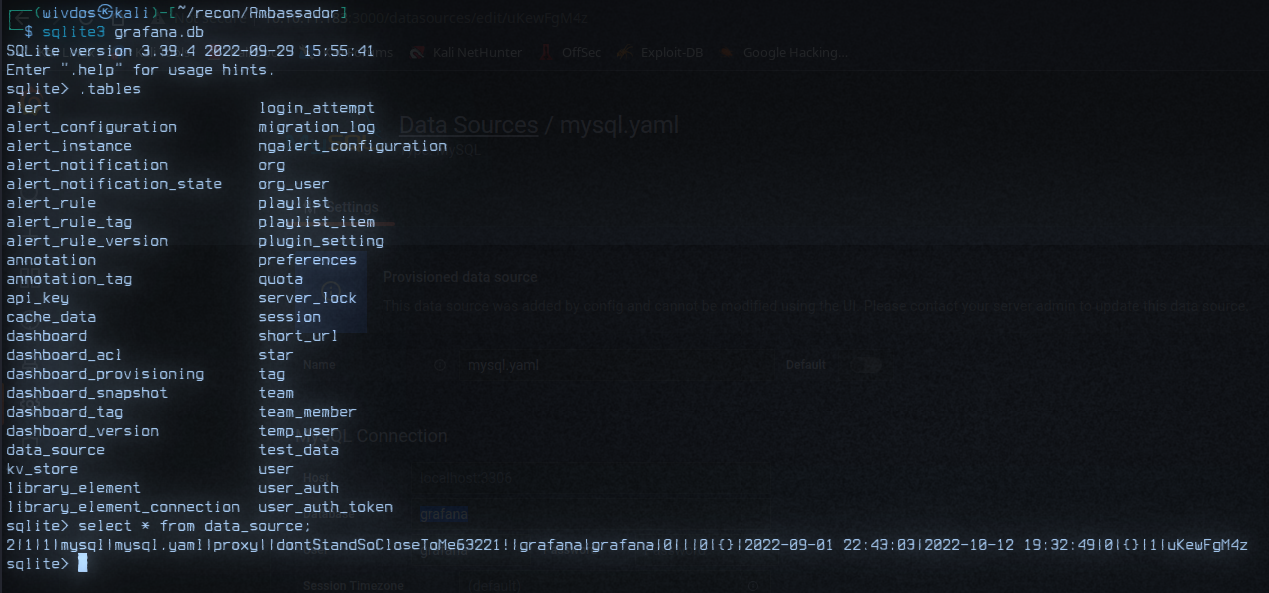 (wivdos㉿kali)-[~/recon/Ambassador]
$ sqlite3 grafana.db
SQLite version 3.39.4 2022-09-29 15:55:41
Enter ".help" for usage hints.
sqlite> .tables
alert login_attempt
alert_configuration migration_log
alert_instance ngalert_configuration
alert_notification org
alert_notification_state org_user
alert_rule playlist
alert_rule_tag playlist_item
alert_rule_version plugin_setting
annotation preferences
annotation_tag quota
api_key server_lock
cache_data session
dashboard short_url
dashboard_acl star
dashboard_provisioning tag
dashboard_snapshot team
dashboard_tag team_member
dashboard_version temp_user
data_source test_data
kv_store user
library_element user_auth
library_element_connection user_auth_token
sqlite> select * from data_source;
2|1|1|mysql|mysql.yaml|proxy||dontStandSoCloseToMe63221!|grafana|grafana|0|||0|{}|2022-09-01 22:43:03|2022-10-12 19:32:49|0|{}|1|uKewFgM4z
sqlite>
:3000/datasources/edit/uKewFgM4z
Kali NetHunter OffSec Exploit-DB Google Hacking...
Data Sources / mysql.yaml
Settings
Provisioned data source
This data source was added by config and cannot be modified using the UI. Please contact your server admin to update this data source.
Name mysql.yaml Default
MySQL Connection
Host localhost:3306
grafana
Session Timezone (default)